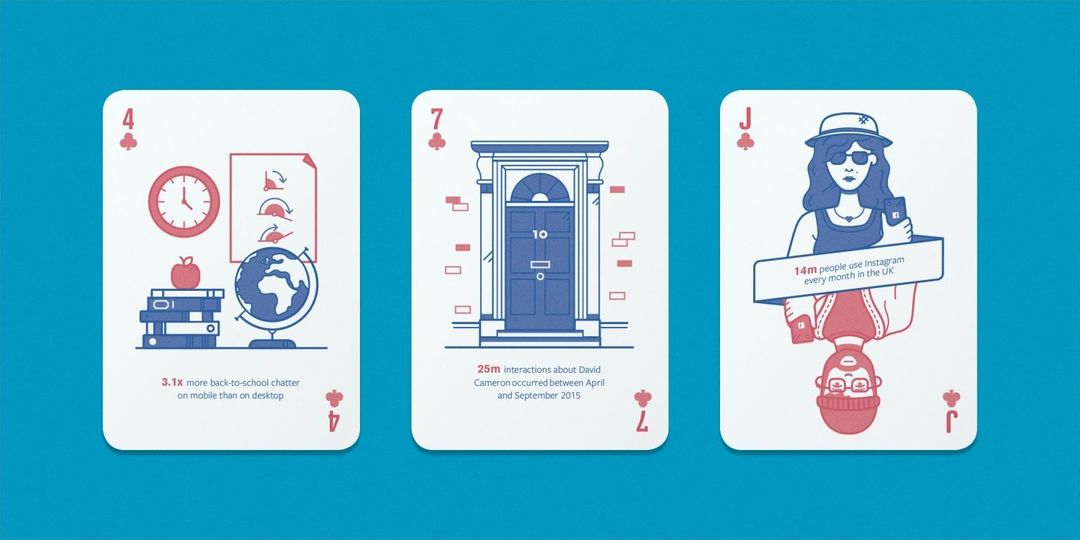 4
3.1x more back-to-school chatter
on mobile than on desktop
4
7
10
25m interactions about David
Cameron occurred between April
and September 2015
7
J
14m people use Instagram
every month in the UK
J